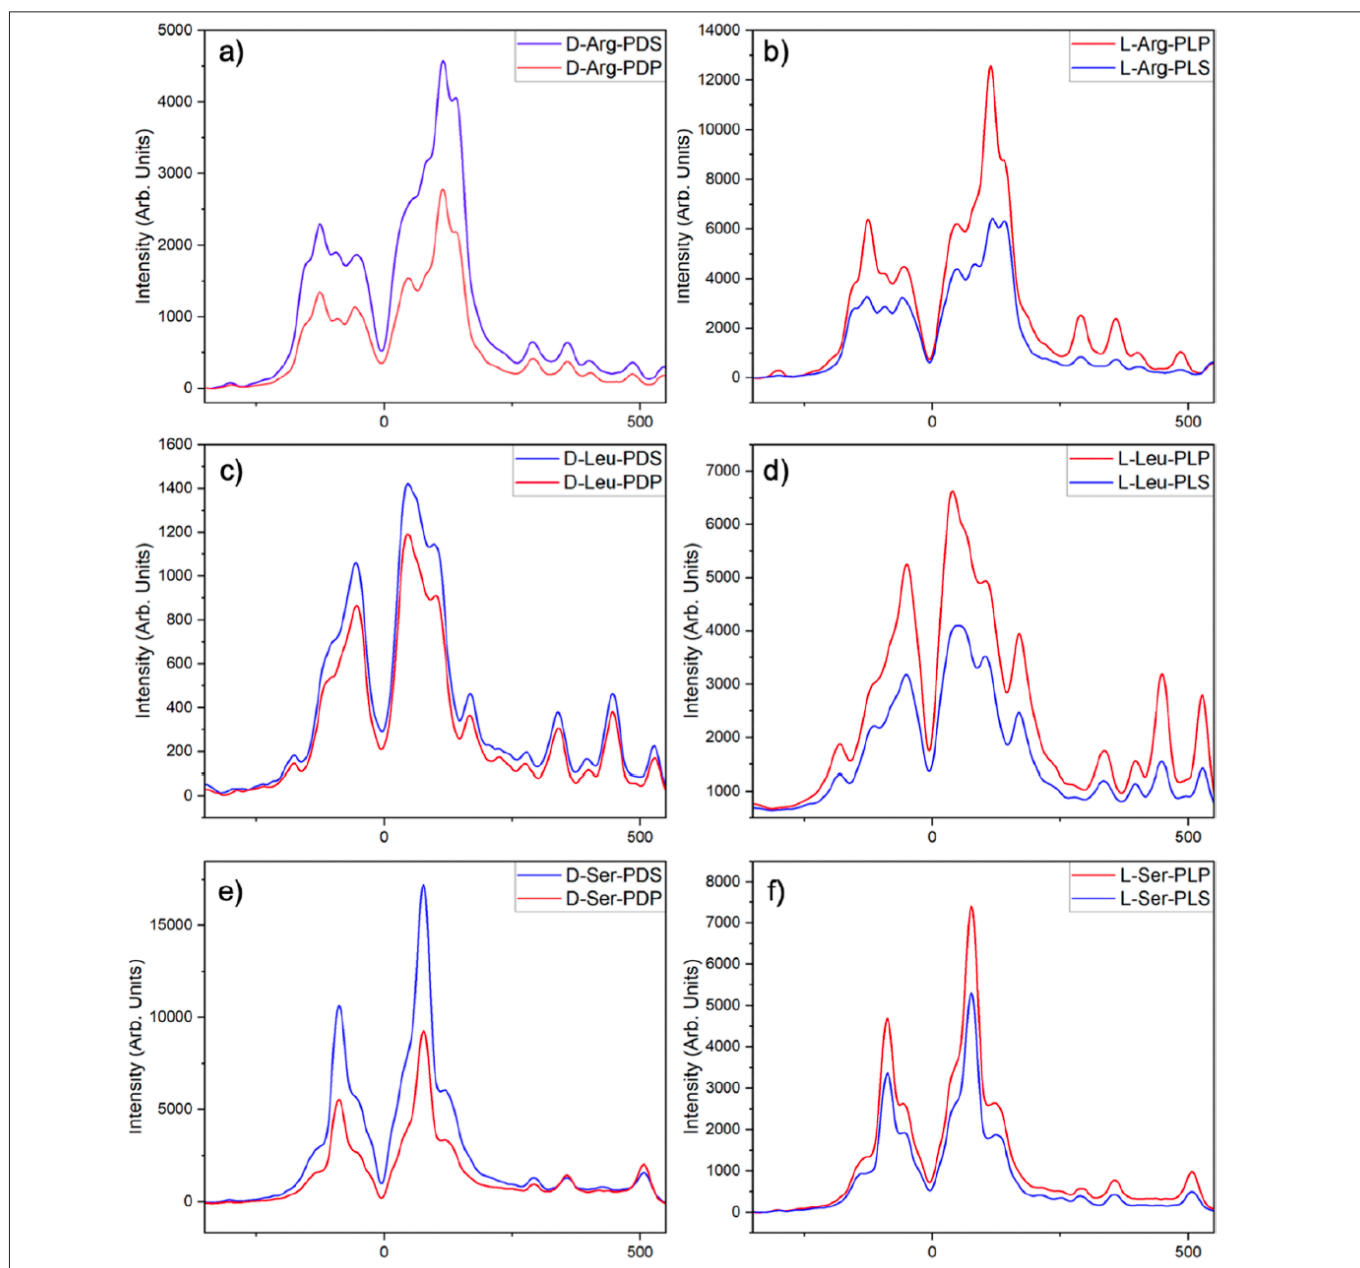 a)
D-Arg-PDS
D-Arg-PDP
Intensity (Arb. Units)
5000
4000
3000
2000
1000
0
0
500
b)
L-Arg-PLP
L-Arg-PLS
Intensity (Arb. Units)
14000
12000
10000
8000
6000
4000
2000
0
0
500
c)
D-Leu-PDS
D-Leu-PDP
Intensity (Arb. Units)
1600
1400
1200
1000
800
600
400
200
0
0
500
d)
L-Leu-PLP
L-Leu-PLS
Intensity (Arb. Units)
7000
6000
5000
4000
3000
2000
1000
0
500
e)
D-Ser-PDS
D-Ser-PDP
Intensity (Arb. Units)
15000
10000
5000
0
0
500
f)
L-Ser-PLP
L-Ser-PLS
Intensity (Arb. Units)
8000
7000
6000
5000
4000
3000
2000
1000
0
0
500